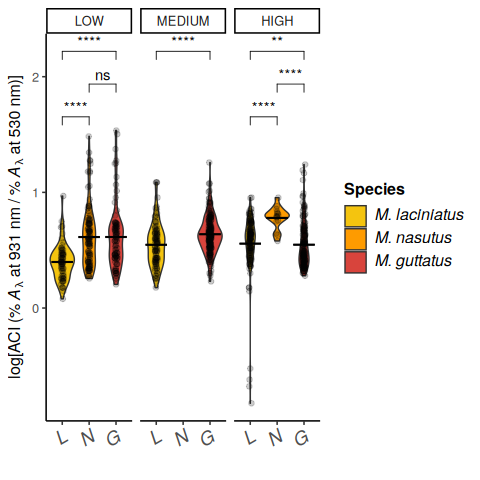 LOW MEDIUM HIGH
**** **** **
ns ****
**** ****
2
1
0
log[ACI (% Aλ at 931 nm / % Aλ at 530 nm)]
L N G L N G L N G
Species
M. laciniatus
M. nasutus
M. guttatus